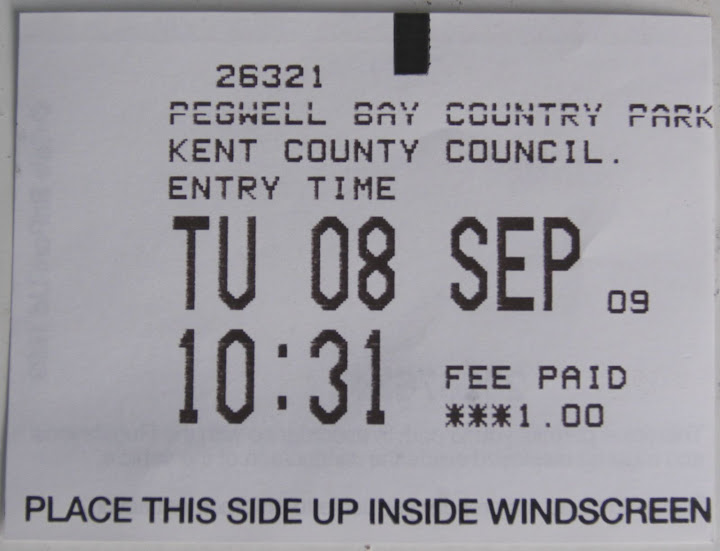 26321
PEGWELL BAY COUNTRY PARK
KENT COUNTY COUNCIL.
ENTRY TIME
TU 08 SEP 09
10:31 FEE PAID
***1.00
PLACE THIS SIDE UP INSIDE WINDSCREEN